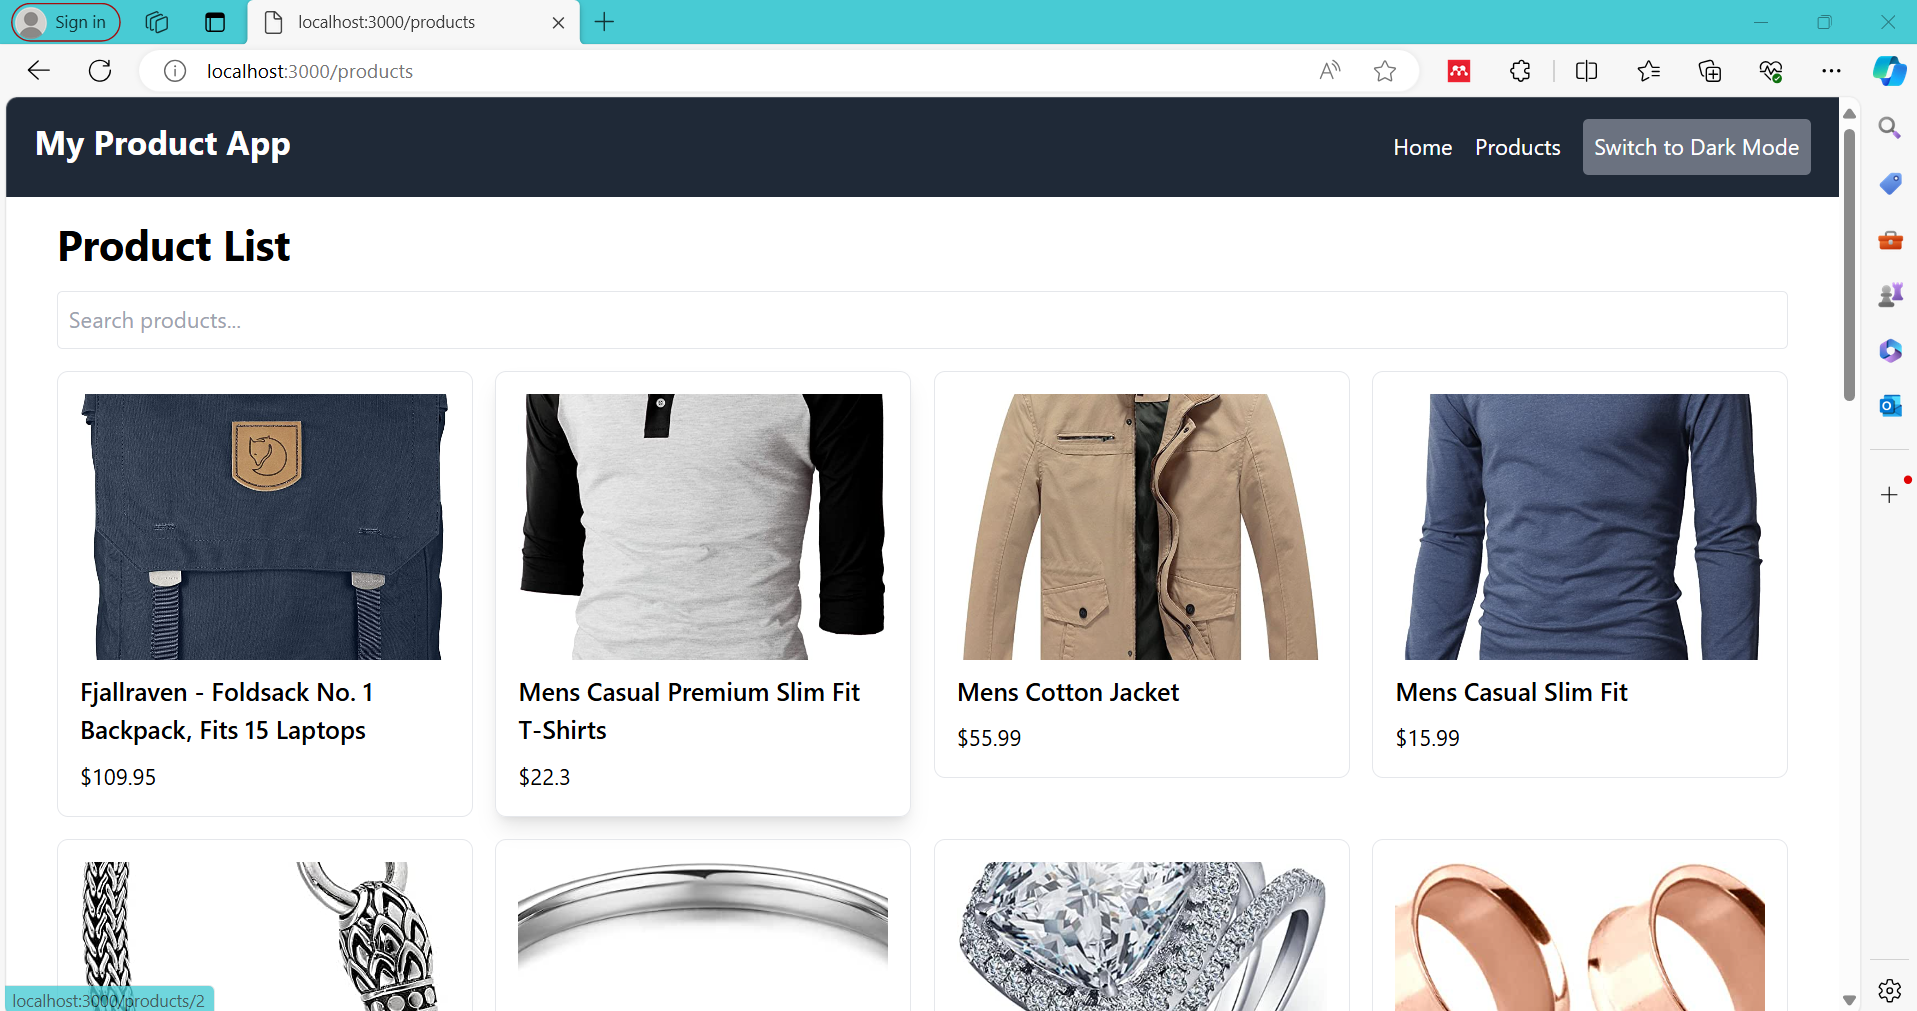 Sign in
localhost:3000/products
localhost:3000/products
My Product App
Home
Products
Switch to Dark Mode
Product List
Search products...
Fjallraven - Foldsack No. 1
Backpack, Fits 15 Laptops
$109.95
Mens Casual Premium Slim Fit
T-Shirts
$22.3
Mens Cotton Jacket
$55.99
Mens Casual Slim Fit
$15.99
localhost:3000/products/2